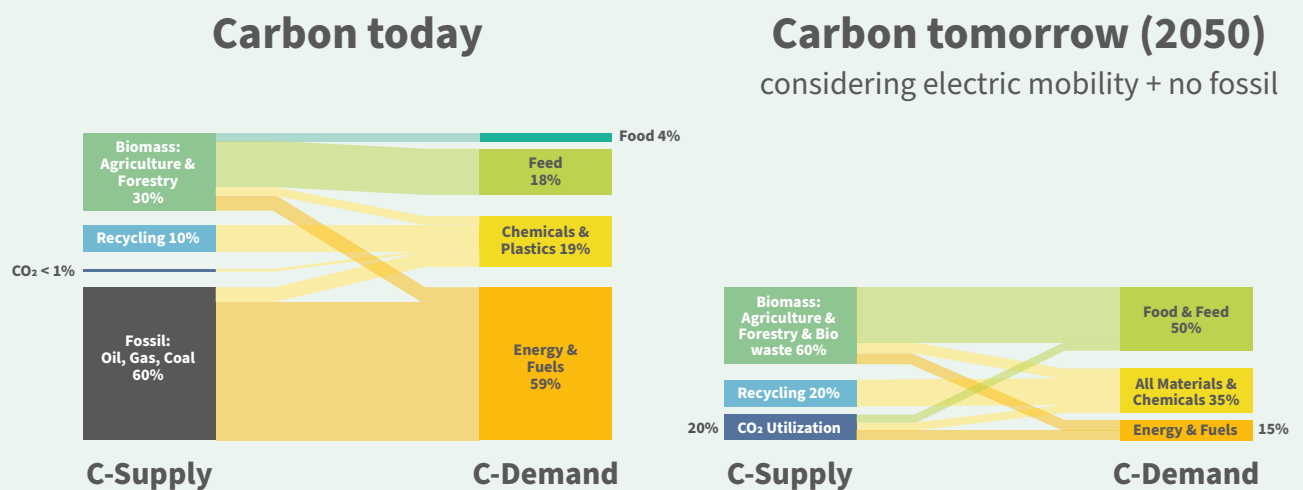 Carbon today
Biomass:
Agriculture &
Forestry
30%
Recycling 10%
CO₂ < 1%
Fossil:
Oil, Gas, Coal
60%
Food 4%
Feed
18%
Chemicals &
Plastics 19%
Energy &
Fuels
59%
C-Supply
C-Demand
Carbon tomorrow (2050)
considering electric mobility + no fossil
Biomass:
Agriculture &
Forestry & Bio
waste 60%
Recycling 20%
20%
CO₂ Utilization
Food & Feed
50%
All Materials &
Chemicals 35%
Energy & Fuels
15%
C-Supply
C-Demand